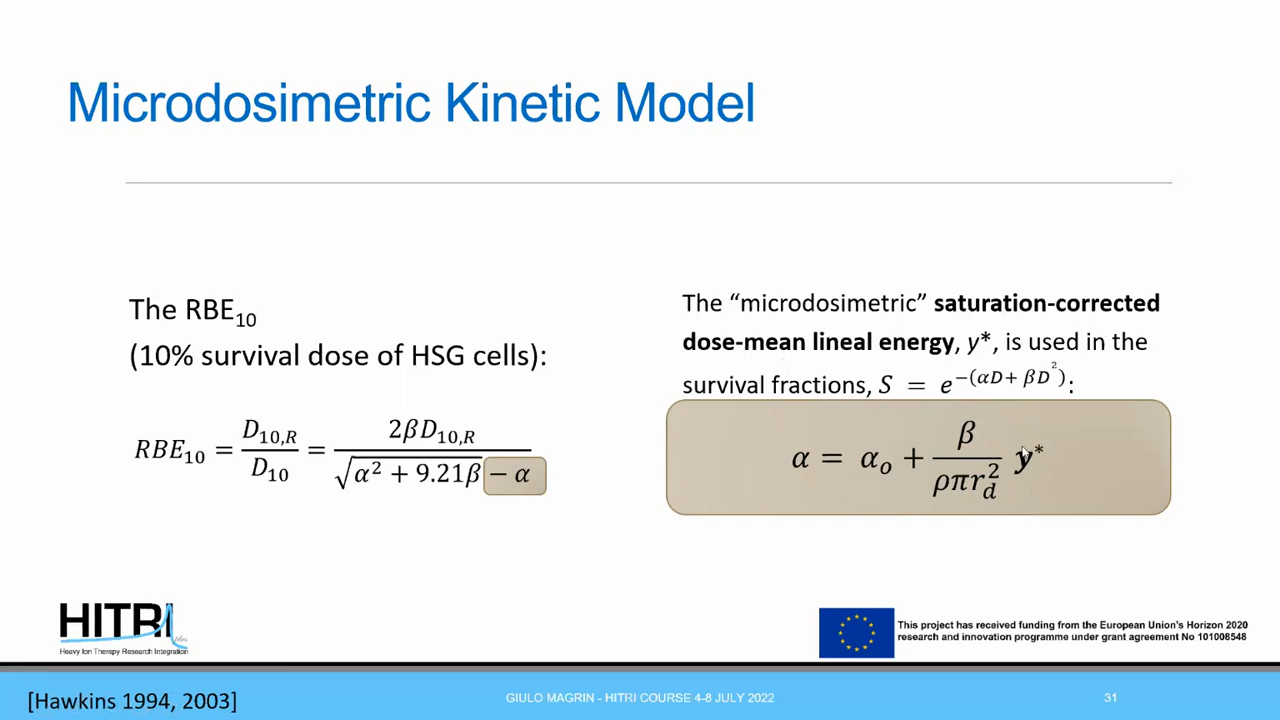 Microdosimetric Kinetic Model
The RBE₁₀
(10% survival dose of HSG cells):
RBE₁₀ = D₁₀,R / D₁₀ = 2βD₁₀,R / √(α² + 9.21β) − α
The “microdosimetric” saturation-corrected
dose-mean lineal energy, y*, is used in the
survival fractions, S = e^−(αD+ βD²):
α = αₒ + β / ρπr_d² y*
HITRI plus
Heavy Ion Therapy Research Integration
This project has received funding from the European Union's Horizon 2020
research and innovation programme under grant agreement No 101008548
[Hawkins 1994, 2003]
GIULO MAGRIN - HITRI COURSE 4-8 JULY 2022
31